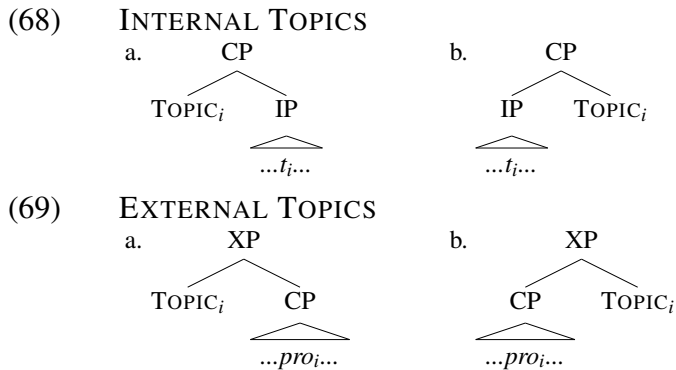 (68) INTERNAL TOPICS
a. CP b. CP
TOPICi IP IP TOPICi
...ti... ...ti...
(69) EXTERNAL TOPICS
a. XP b. XP
TOPICi CP CP TOPICi
...proi... ...proi...